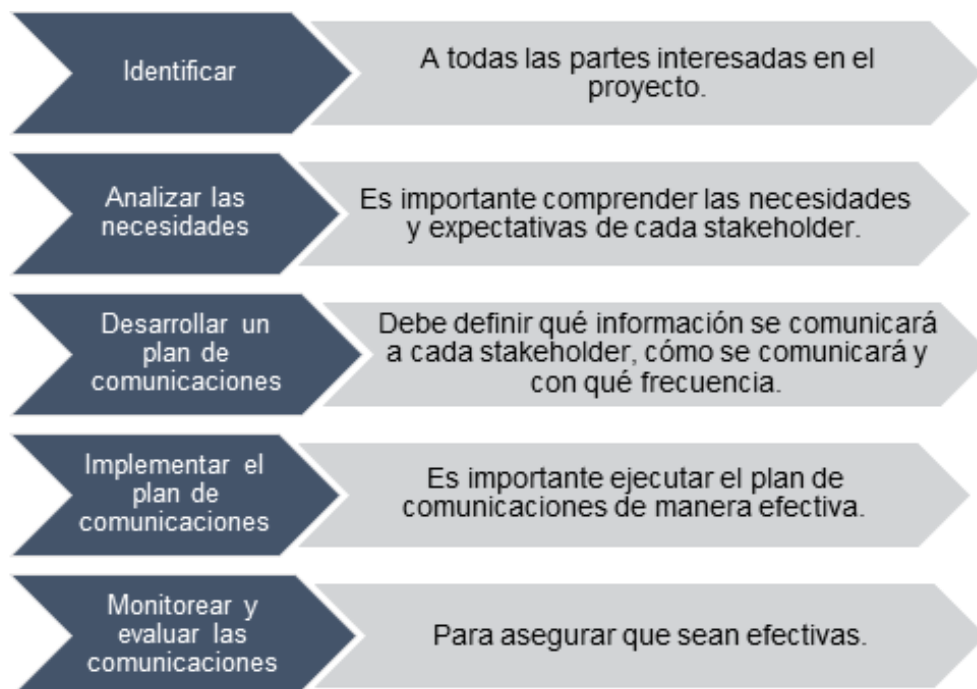 Identificar
A todas las partes interesadas en el
proyecto.
Analizar las
necesidades
Es importante comprender las necesidades
y expectativas de cada stakeholder.
Desarrollar un
plan de
comunicaciones
Debe definir qué información se comunicará
a cada stakeholder, cómo se comunicará y
con qué frecuencia.
Implementar el
plan de
comunicaciones
Es importante ejecutar el plan de
comunicaciones de manera efectiva.
Monitorear y
evaluar las
comunicaciones
Para asegurar que sean efectivas.